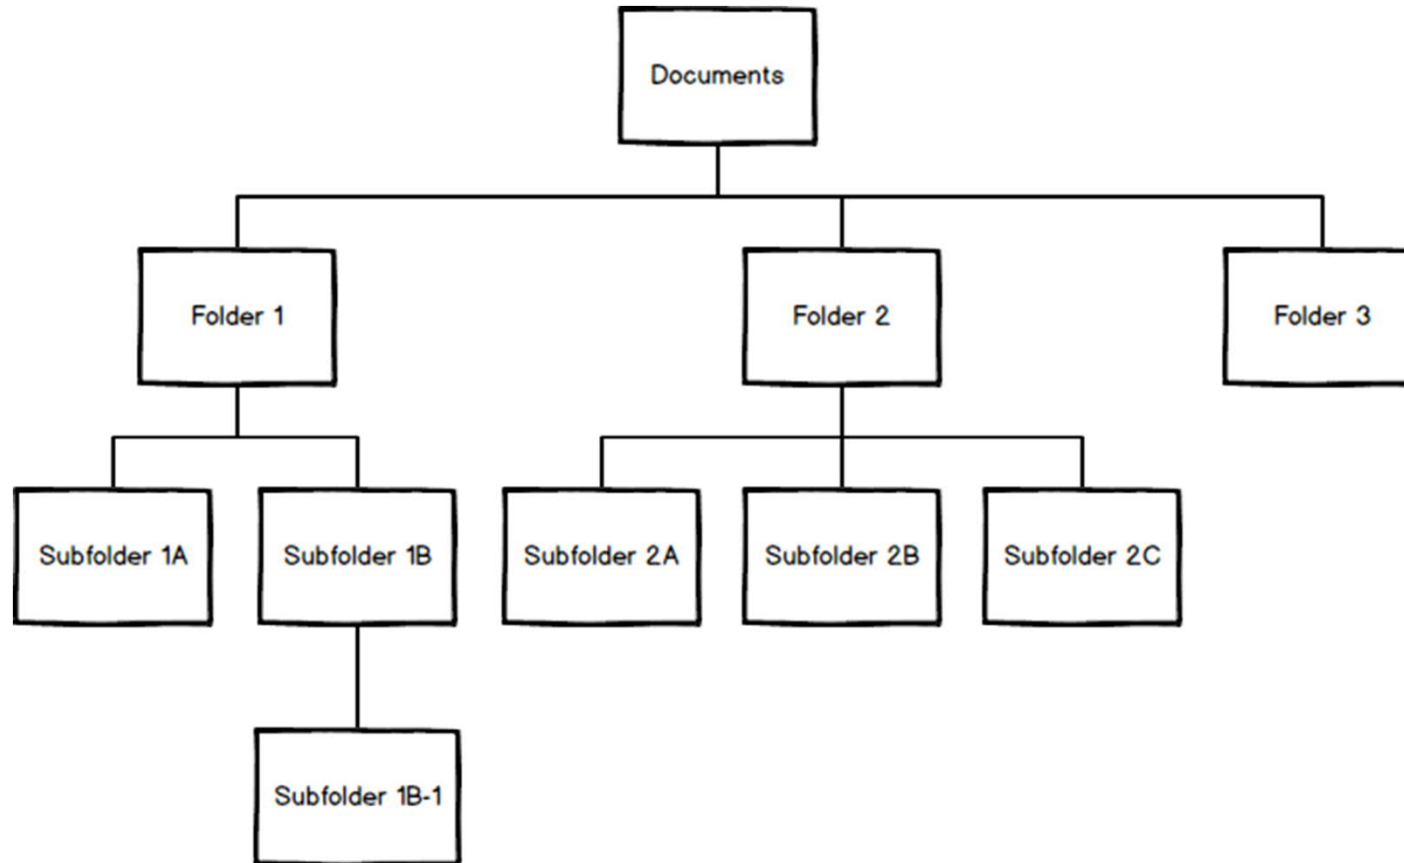 Documents
Folder 1
Folder 2
Folder 3
Subfolder 1A
Subfolder 1B
Subfolder 2A
Subfolder 2B
Subfolder 2C
Subfolder 1B-1